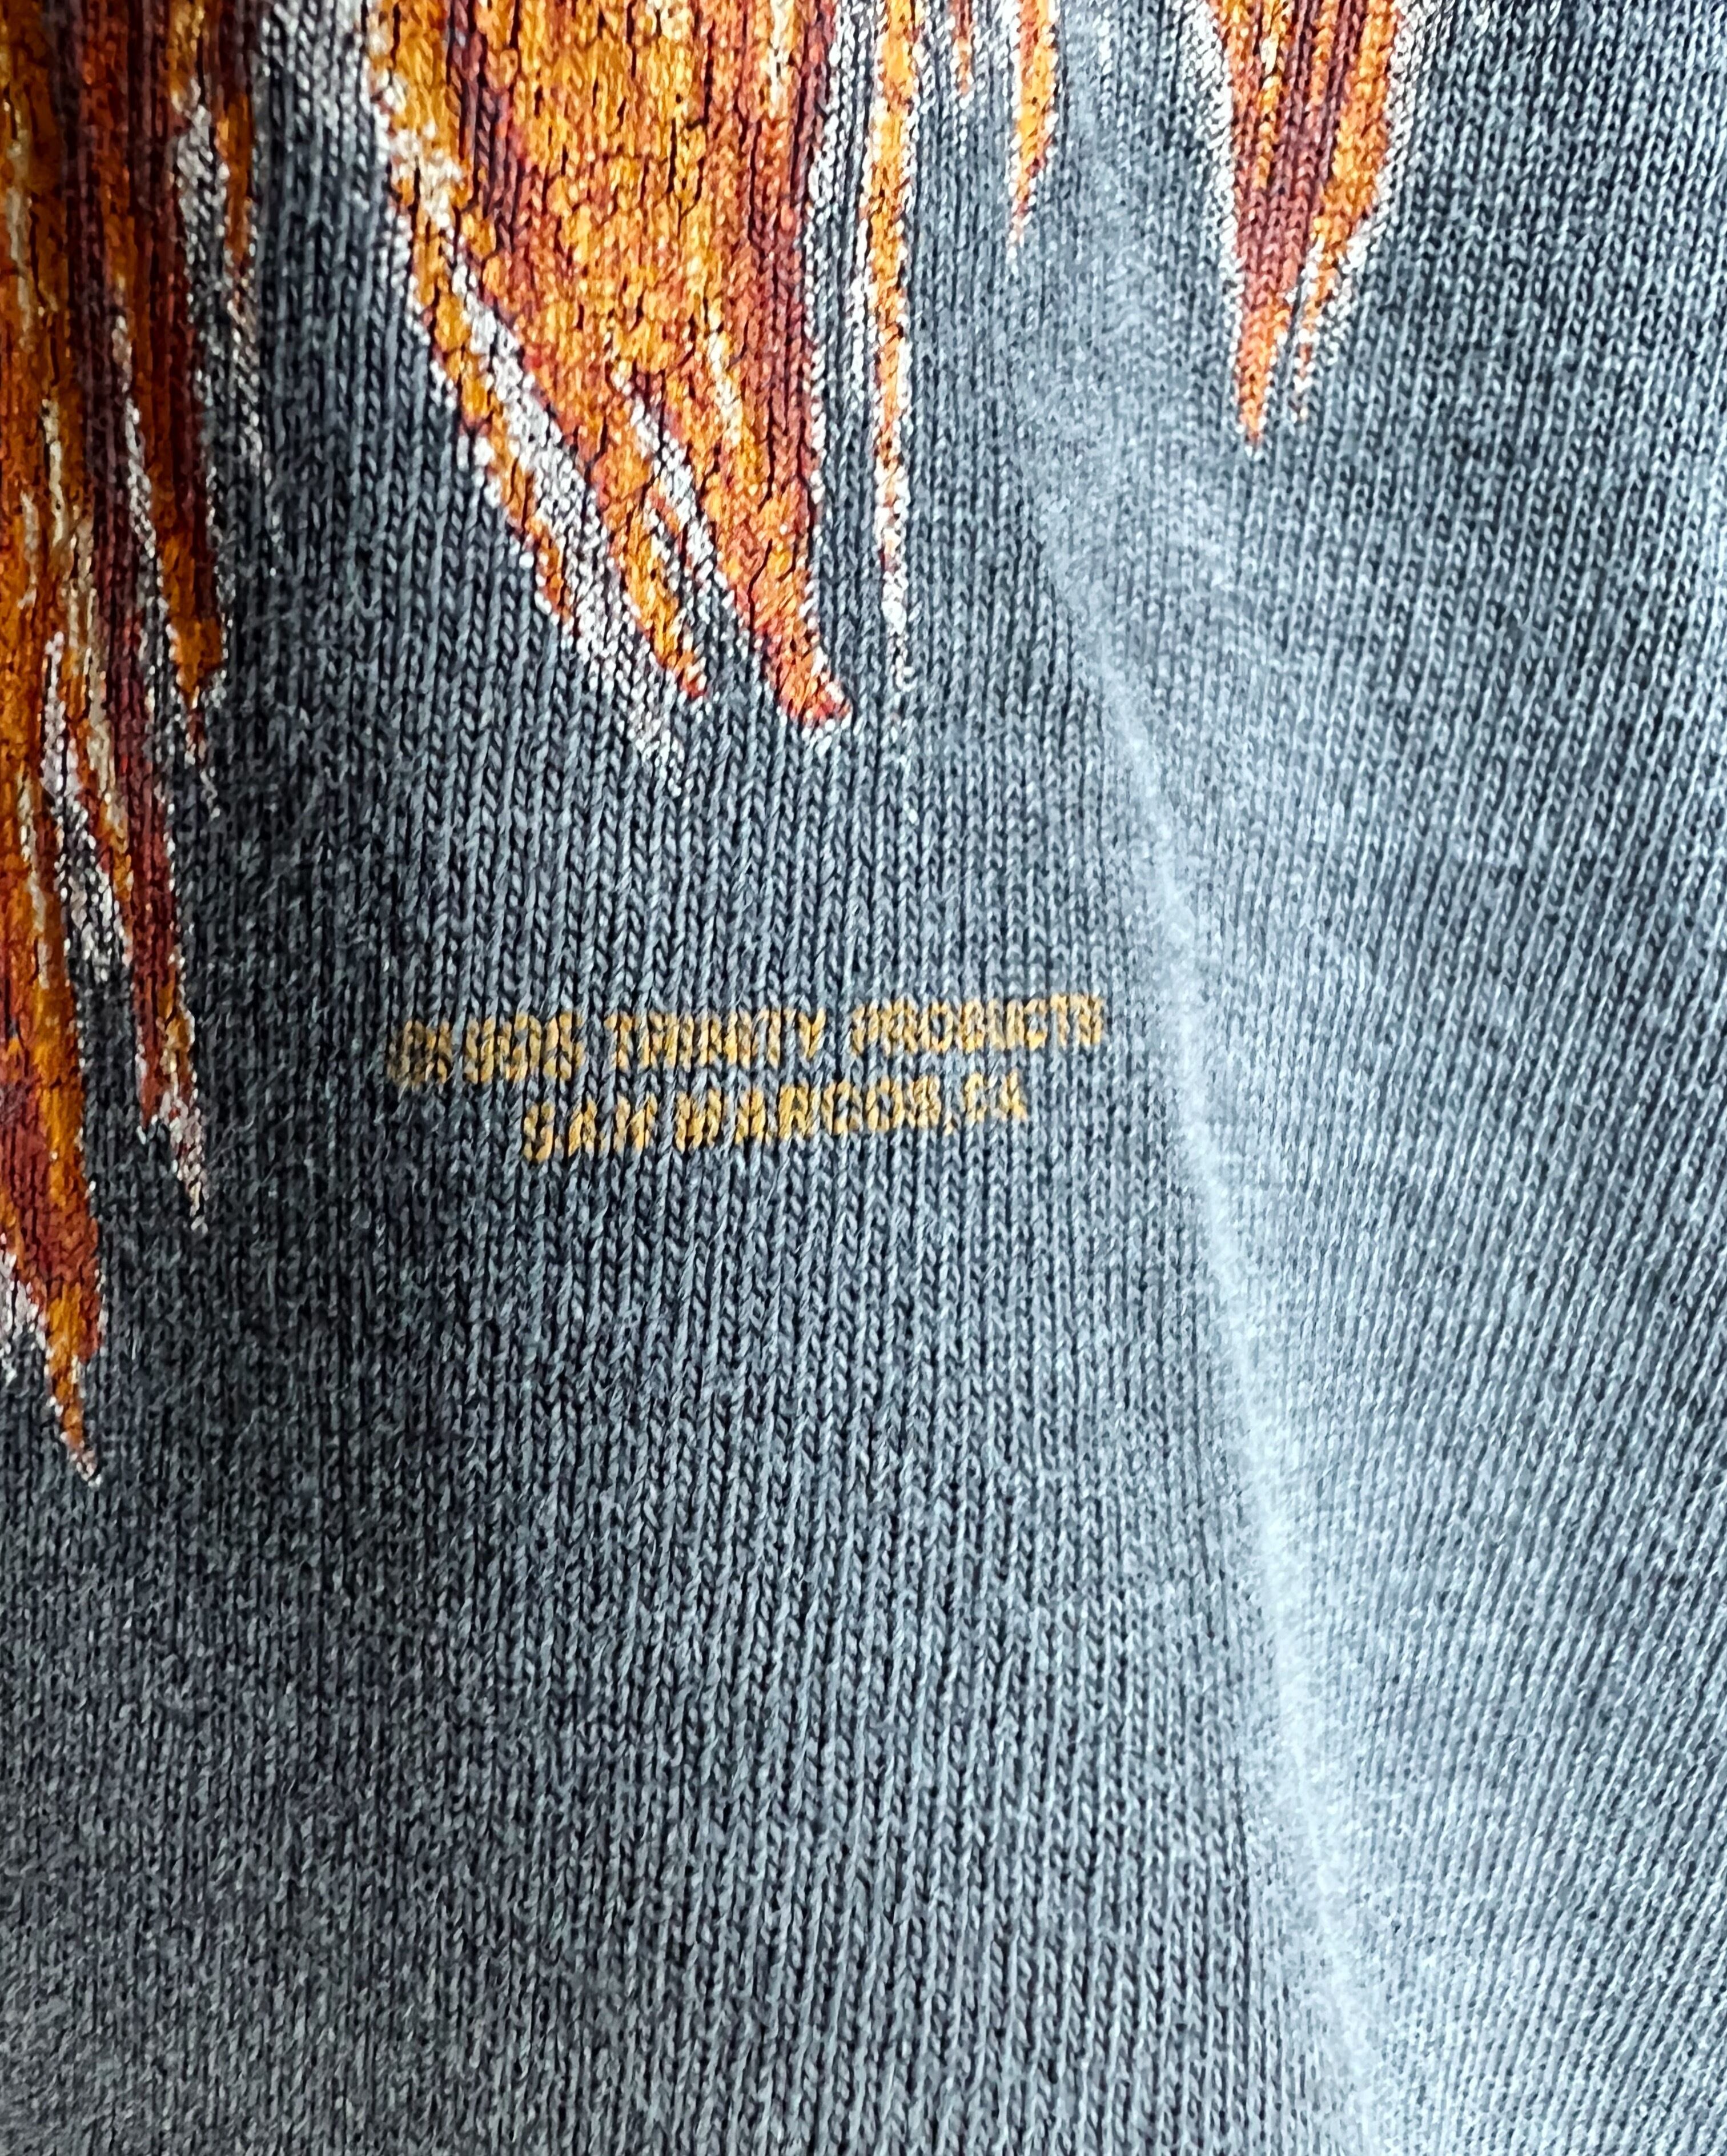 TRINITY PRODUCTS
SAN MARCOS, CA